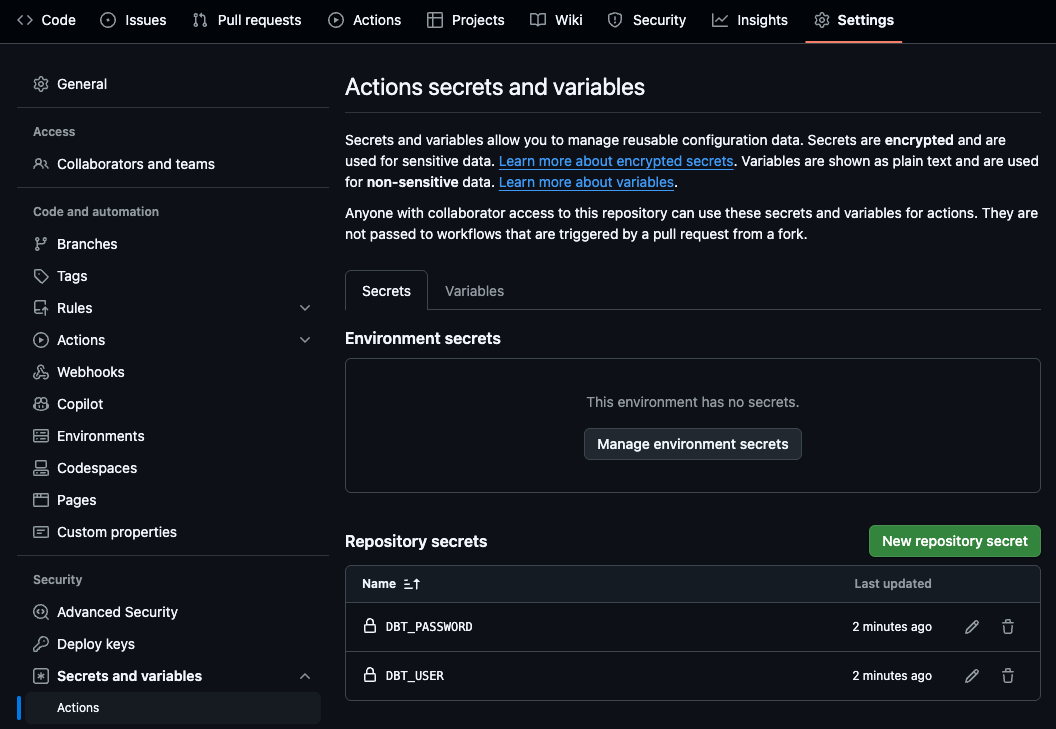 Code Issues Pull requests Actions Projects Wiki Security Insights Settings
General
Access
Collaborators and teams
Code and automation
Branches
Tags
Rules
Actions
Webhooks
Copilot
Environments
Codespaces
Pages
Custom properties
Security
Advanced Security
Deploy keys
Secrets and variables
Actions
Actions secrets and variables
Secrets and variables allow you to manage reusable configuration data. Secrets are encrypted and are
used for sensitive data. Learn more about encrypted secrets. Variables are shown as plain text and are used
for non-sensitive data. Learn more about variables.
Anyone with collaborator access to this repository can use these secrets and variables for actions. They are
not passed to workflows that are triggered by a pull request from a fork.
Secrets Variables
Environment secrets
This environment has no secrets.
Manage environment secrets
Repository secrets New repository secret
Name Last updated
DBT_PASSWORD 2 minutes ago
DBT_USER 2 minutes ago